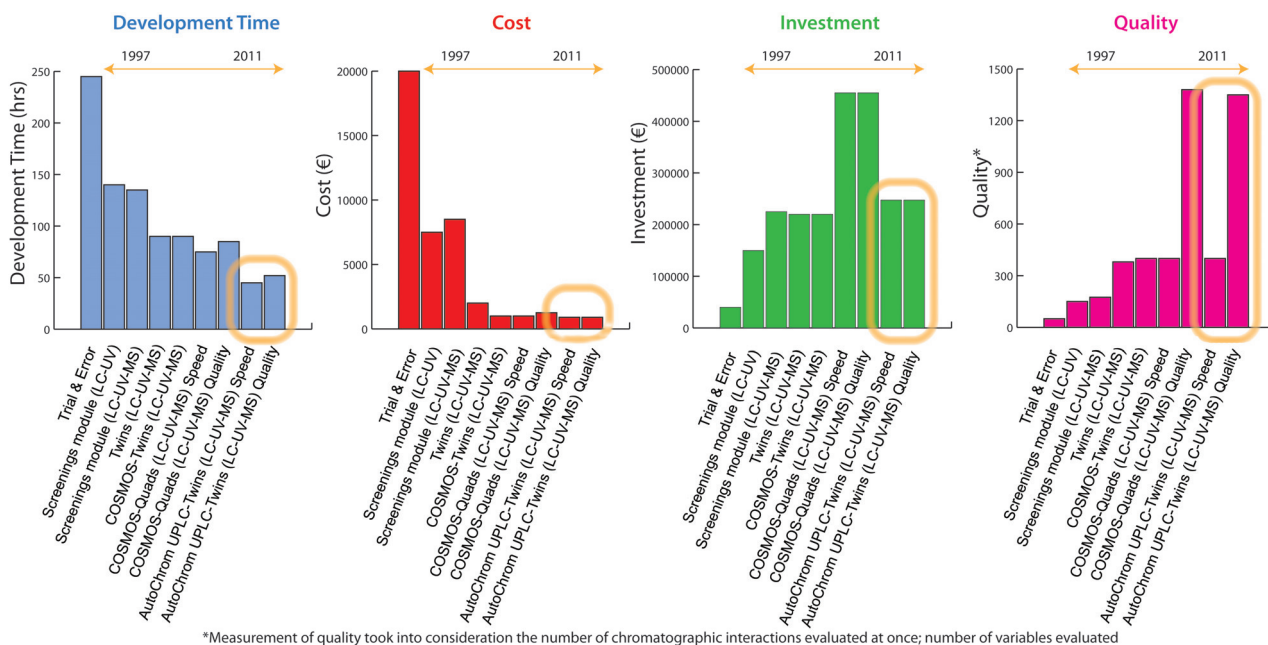 Development Time
1997 2011
Development Time (hrs)
250
200
150
100
50
0
Trial & Error
Screenings module (LC-UV)
Screenings module (LC-UV-MS)
Twins (LC-UV-MS)
COSMOS-Twins (LC-UV-MS)
COSMOS-Quads (LC-UV-MS) Speed
COSMOS-Quads (LC-UV-MS) Quality
AutoChrom UPLC-Twins (LC-UV-MS) Speed
AutoChrom UPLC-Twins (LC-UV-MS) Quality
Cost
1997 2011
Cost (€)
20000
15000
10000
5000
0
Trial & Error
Screenings module (LC-UV)
Screenings module (LC-UV-MS)
Twins (LC-UV-MS)
COSMOS-Twins (LC-UV-MS)
COSMOS-Quads (LC-UV-MS) Speed
COSMOS-Quads (LC-UV-MS) Quality
AutoChrom UPLC-Twins (LC-UV-MS) Speed
AutoChrom UPLC-Twins (LC-UV-MS) Quality
Investment
1997 2011
Investment (€)
500000
400000
300000
200000
100000
0
Trial & Error
Screenings module (LC-UV)
Screenings module (LC-UV-MS)
Twins (LC-UV-MS)
COSMOS-Twins (LC-UV-MS)
COSMOS-Quads (LC-UV-MS) Speed
COSMOS-Quads (LC-UV-MS) Quality
AutoChrom UPLC-Twins (LC-UV-MS) Speed
AutoChrom UPLC-Twins (LC-UV-MS) Quality
Quality
1997 2011
Quality*
1500
1200
900
600
300
0
Trial & Error
Screenings module (LC-UV)
Screenings module (LC-UV-MS)
Twins (LC-UV-MS)
COSMOS-Twins (LC-UV-MS)
COSMOS-Quads (LC-UV-MS) Speed
COSMOS-Quads (LC-UV-MS) Quality
AutoChrom UPLC-Twins (LC-UV-MS) Speed
AutoChrom UPLC-Twins (LC-UV-MS) Quality
*Measurement of quality took into consideration the number of chromatographic interactions evaluated at once; number of variables evaluated